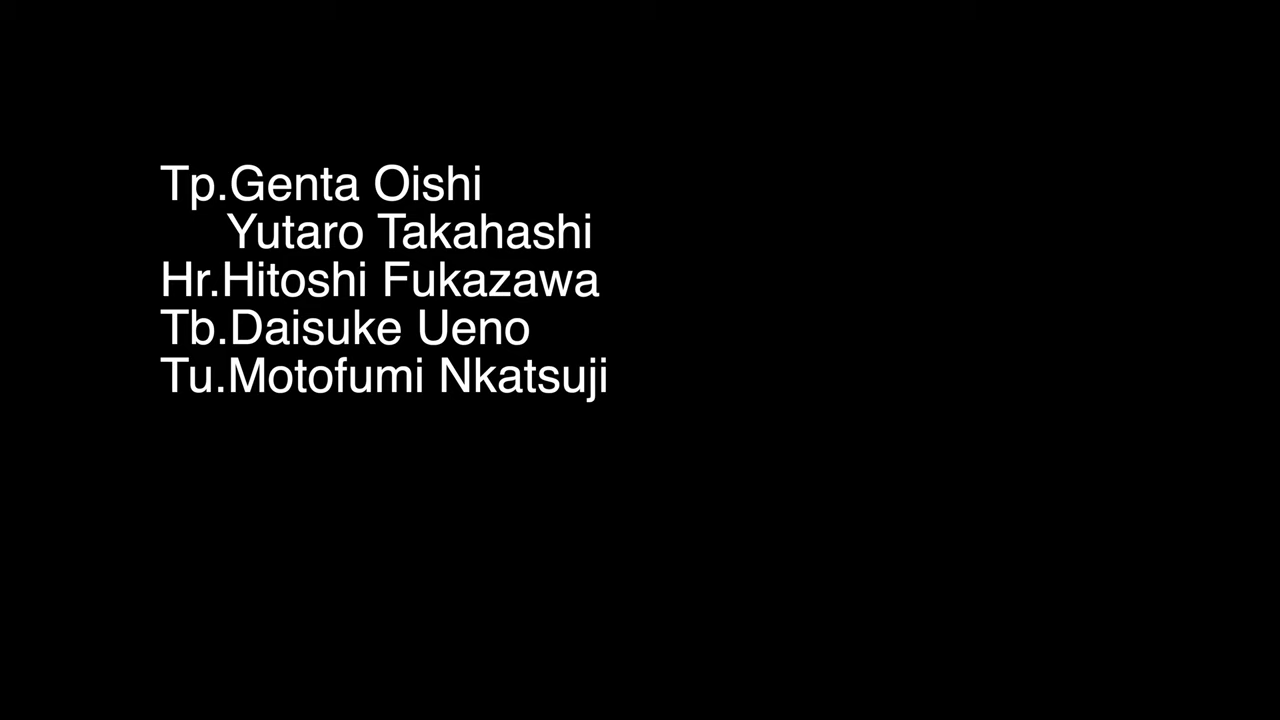 Tp.Genta Oishi
Yutaro Takahashi
Hr.Hitoshi Fukazawa
Tb.Daisuke Ueno
Tu.Motofumi Nkatsuji